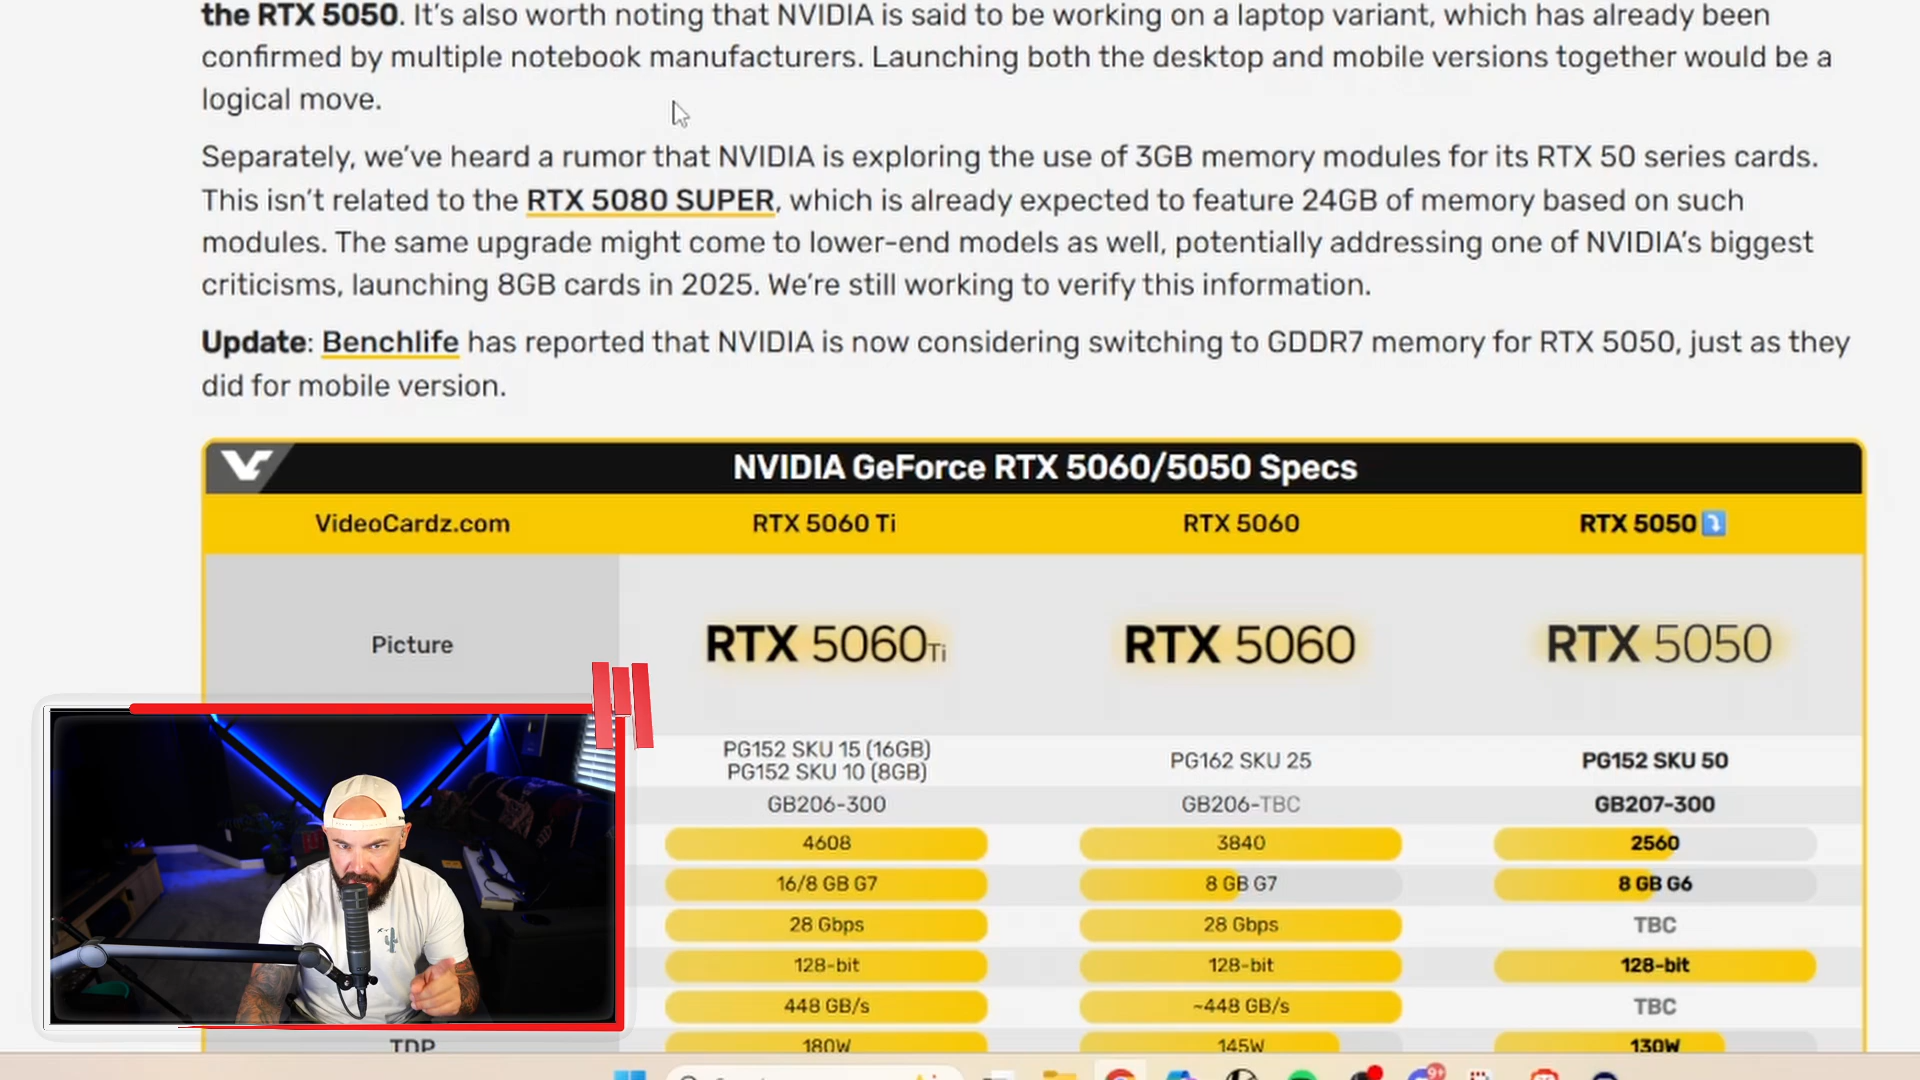 the RTX 5050. It's also worth noting that NVIDIA is said to be working on a laptop variant, which has already been
confirmed by multiple notebook manufacturers. Launching both the desktop and mobile versions together would be a
logical move.
Separately, we've heard a rumor that NVIDIA is exploring the use of 3GB memory modules for its RTX 50 series cards.
This isn't related to the RTX 5080 SUPER, which is already expected to feature 24GB of memory based on such
modules. The same upgrade might come to lower-end models as well, potentially addressing one of NVIDIA's biggest
criticisms, launching 8GB cards in 2025. We're still working to verify this information.
Update: Benchlife has reported that NVIDIA is now considering switching to GDDR7 memory for RTX 5050, just as they
did for mobile version.
NVIDIA GeForce RTX 5060/5050 Specs
VideoCardz.com RTX 5060 Ti RTX 5060 RTX 5050
Picture RTX 5060Ti RTX 5060 RTX 5050
PG152 SKU 15 (16GB)
PG152 SKU 10 (8GB) PG162 SKU 25 PG152 SKU 50
GB206-300 GB206-TBC GB207-300
4608 3840 2560
16/8 GB G7 8 GB G7 8 GB G6
28 Gbps 28 Gbps TBC
128-bit 128-bit 128-bit
448 GB/s ~448 GB/s TBC
TDP 180W 145W 130W
9+